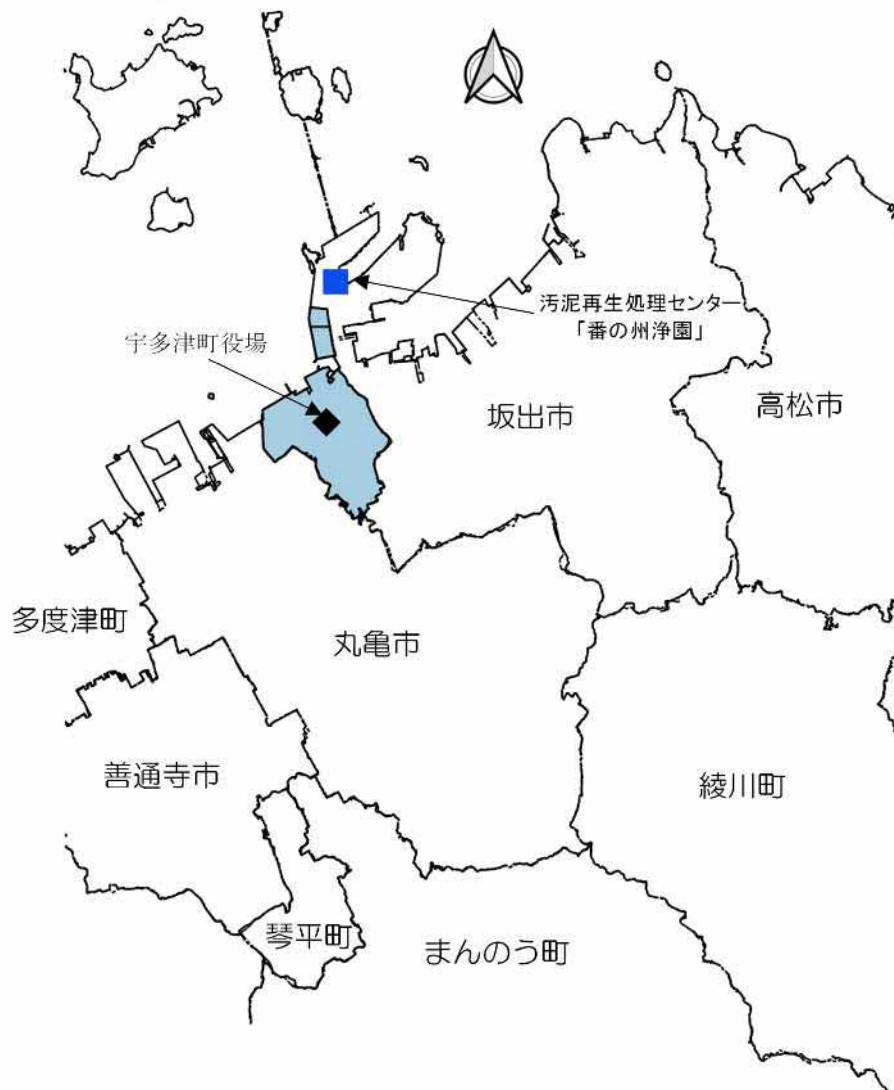 汚泥再生処理センター
「番の州浄園」
宇多津町役場
坂出市
高松市
多度津町
丸亀市
善通寺市
綾川町
琴平町
まんのう町